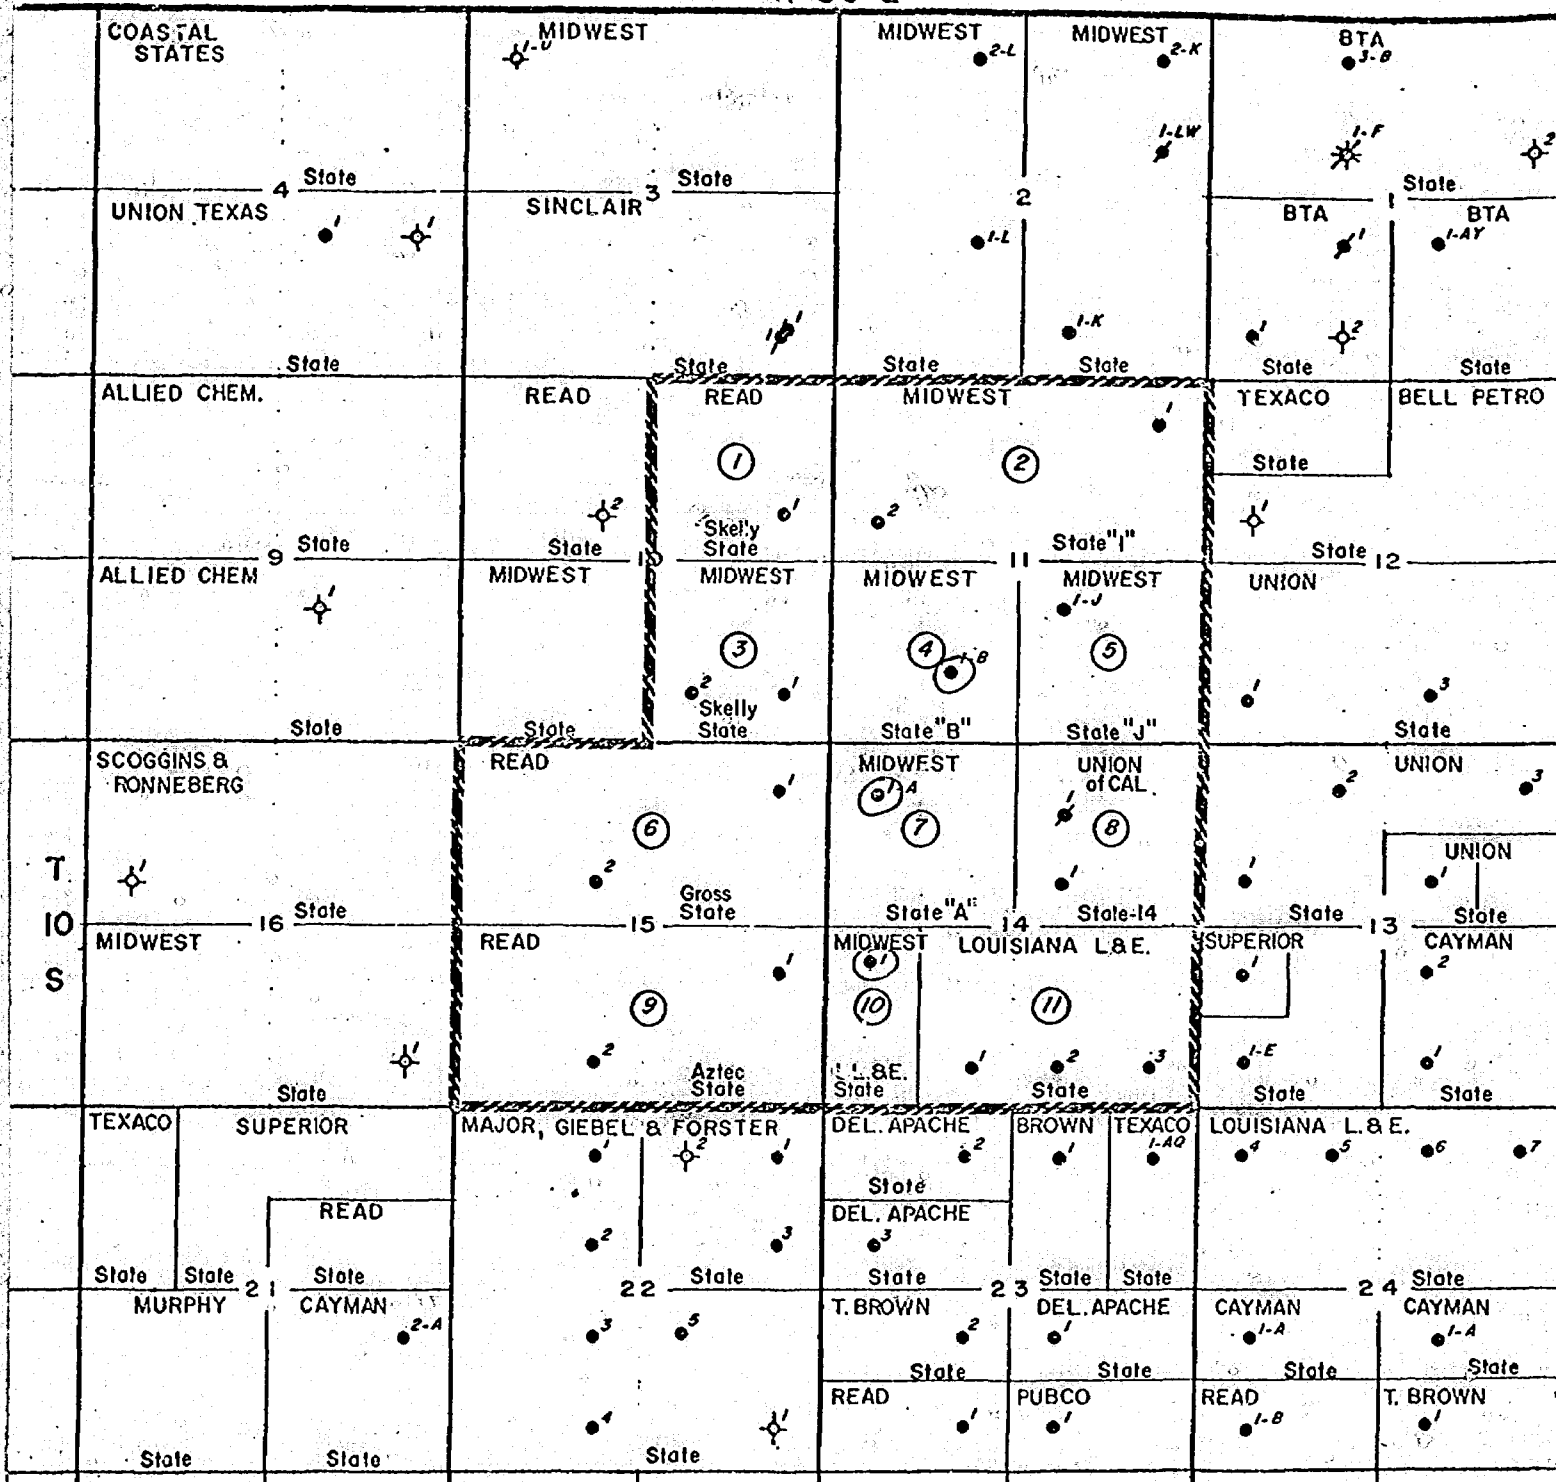 COASTAL
STATES
MIDWEST
1-U
MIDWEST
2-L
MIDWEST
2-K
BTA
3-B
1-LW
1-F
2
4 State
3 State
2
State
1
UNION TEXAS
1
1
SINCLAIR
1-L
BTA
1
BTA
1-AY
1
1
1-K
1
2
State
State
State
State
State
State
ALLIED CHEM.
READ
READ
MIDWEST
1
TEXACO
BELL PETRO
1
2
State
2
1
Skelly
State
2
State "I"
1
9 State
State
10
11
State 12
ALLIED CHEM
1
MIDWEST
MIDWEST
MIDWEST
MIDWEST
1-J
UNION
3
4
1-B
5
2
1
Skelly
State
1
3
State
State
State "B"
State "J"
State
SCOGGINS &
RONNEBERG
READ
1
MIDWEST
1-A
UNION
of CAL.
1
2
UNION
3
6
7
8
UNION
T.
10
S
1
2
Gross
State
1
1
1
16 State
15
State "A"
14
State-14
State
13
State
MIDWEST
READ
1
MIDWEST
1
LOUISIANA L&E.
SUPERIOR
1
CAYMAN
2
9
10
11
1
2
Aztec
State
L.L.&E.
State
1
2
3
1-E
1
State
State
State
State
TEXACO
SUPERIOR
MAJOR, GIEBEL & FORSTER
1
2
1
DEL. APACHE
2
BROWN
1
TEXACO
1-AQ
LOUISIANA L.&E.
4
5
6
7
State
READ
2
3
DEL. APACHE
3
State
State
21
State
22
State
State
23
State
State
24
State
MURPHY
CAYMAN
2-A
3
5
T. BROWN
2
DEL. APACHE
1
CAYMAN
1-A
CAYMAN
1-A
State
State
State
State
4
1
READ
1
PUBCO
1
READ
1-B
T. BROWN
1
State
State
State